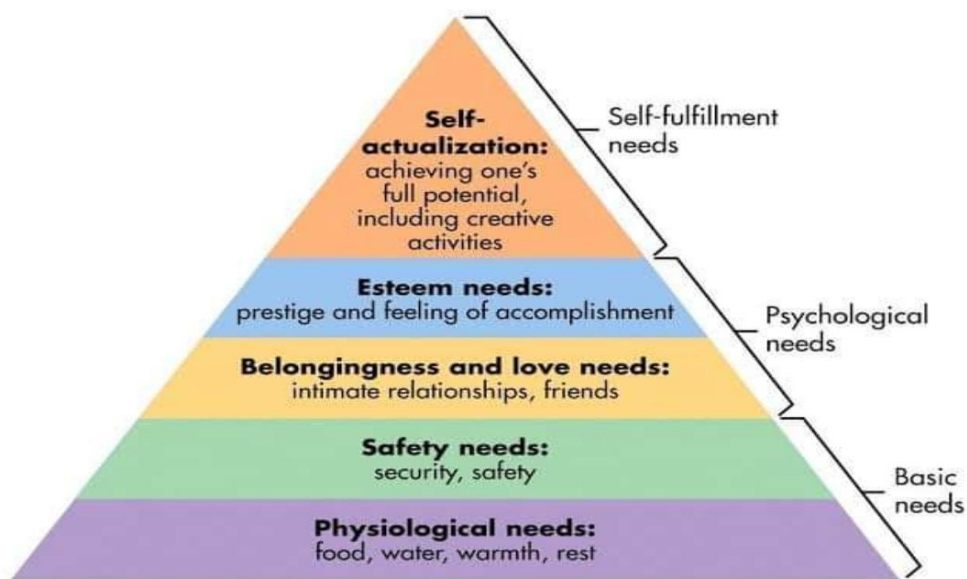 Self-
actualization:
achieving one's
full potential,
including creative
activities
Self-fulfillment
needs
Esteem needs:
prestige and feeling of accomplishment
Psychological
needs
Belongingness and love needs:
intimate relationships, friends
Safety needs:
security, safety
Basic
needs
Physiological needs:
food, water, warmth, rest